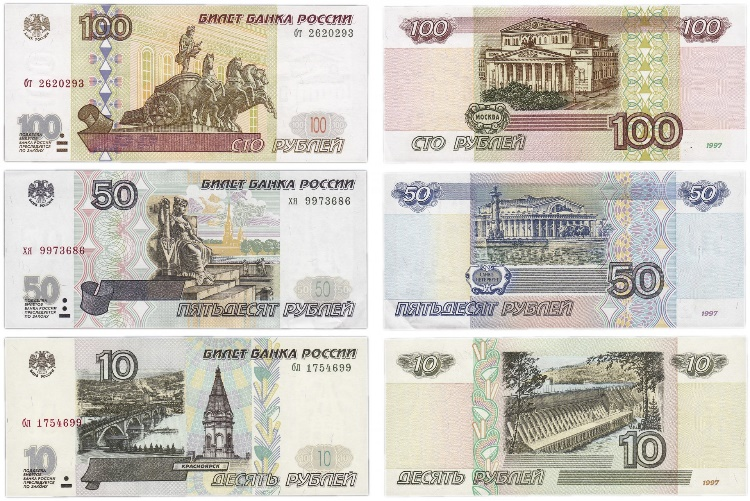 БИЛЕТ БАНКА РОССИИ
100
бт 2620293
бт 2620293
100
ПОДДЕЛКА
БИЛЕТОВ
БАНКА РОССИИ
ПРЕСЛЕДУЕТСЯ
ПО ЗАКОНУ
100
СТО РУБЛЕЙ
100
100
МОСКВА
СТО РУБЛЕЙ
100
1997
БИЛЕТ БАНКА РОССИИ
50
хя 9973686
хя 9973686
50
ПОДДЕЛКА
БИЛЕТОВ
БАНКА РОССИИ
ПРЕСЛЕДУЕТСЯ
ПО ЗАКОНУ
50
ПЯТЬДЕСЯТ РУБЛЕЙ
50
50
САНКТ-
ПЕТЕРБУРГ
50
ПЯТЬДЕСЯТ РУБЛЕЙ
1997
БИЛЕТ БАНКА РОССИИ
10
бл 1754699
бл 1754699
10
ПОДДЕЛКА
БИЛЕТОВ
БАНКА РОССИИ
ПРЕСЛЕДУЕТСЯ
ПО ЗАКОНУ
КРАСНОЯРСК
10
ДЕСЯТЬ РУБЛЕЙ
10
10
10
ДЕСЯТЬ РУБЛЕЙ
1997